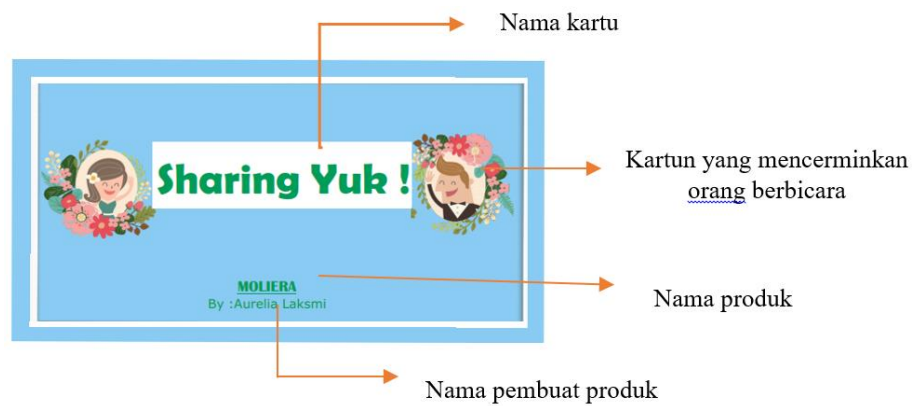 Nama kartu
Sharing Yuk !
Kartun yang mencerminkan
orang berbicara
MOLIERA
By :Aurelia Laksmi
Nama produk
Nama pembuat produk